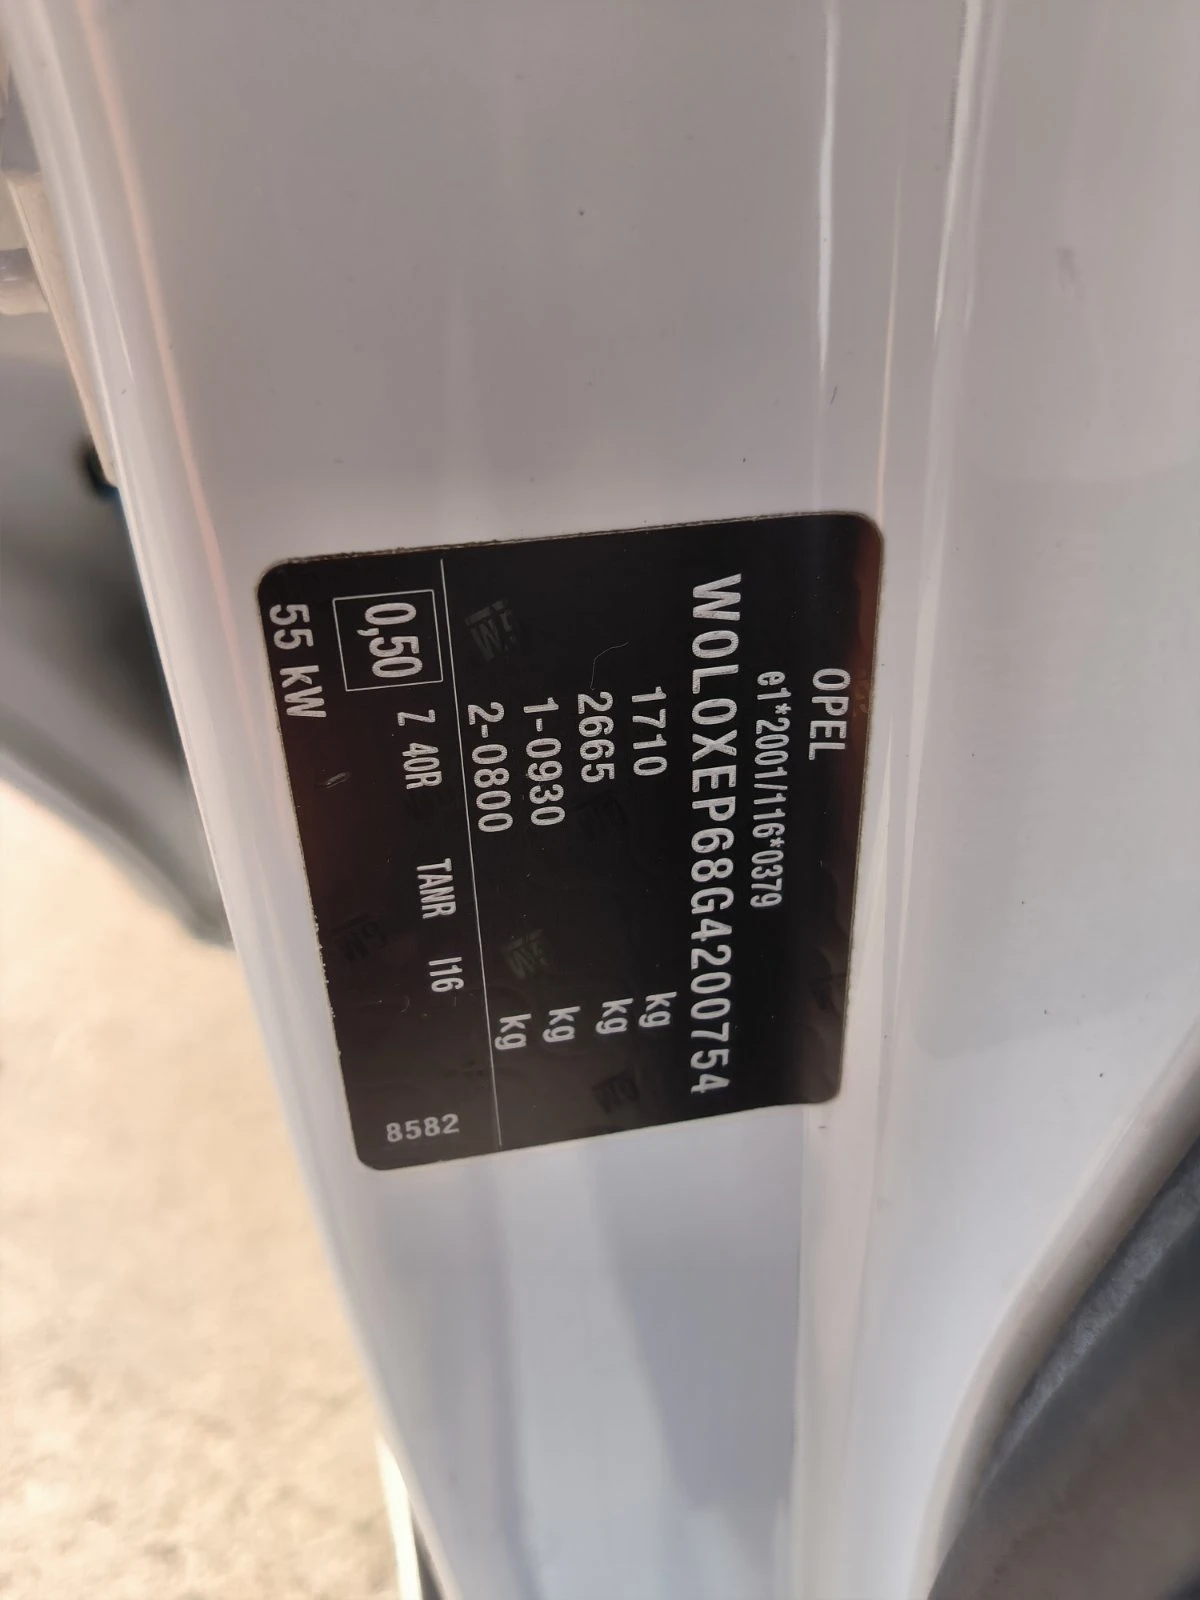 OPEL
e1*2001/116*0379
W0L0XEP68G4200754
1710 kg
2665 kg
1-0930 kg
2-0800 kg
0,50 Z 40R TANR I16 8582
55 kW